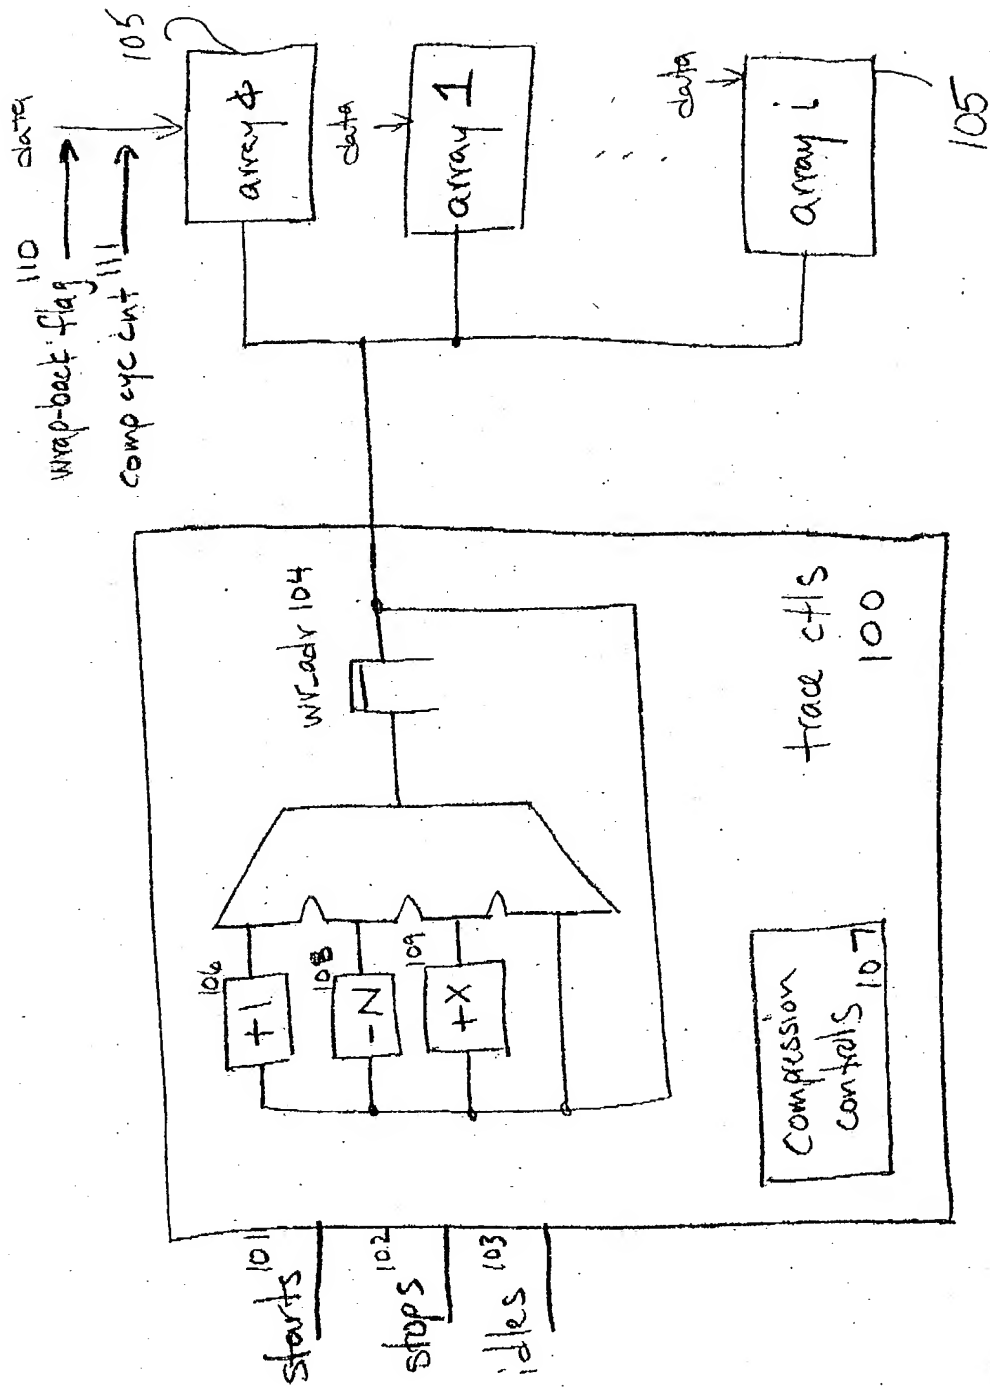 data
wrap-back flag 110
comp cyc cnt 111
105
array φ
data
array 1
data
array i
105
starts 101
stops 102
idles 103
+1 106
-N 108
+X 109
wr_adr 104
trace ctls
100
Compression
controls 107